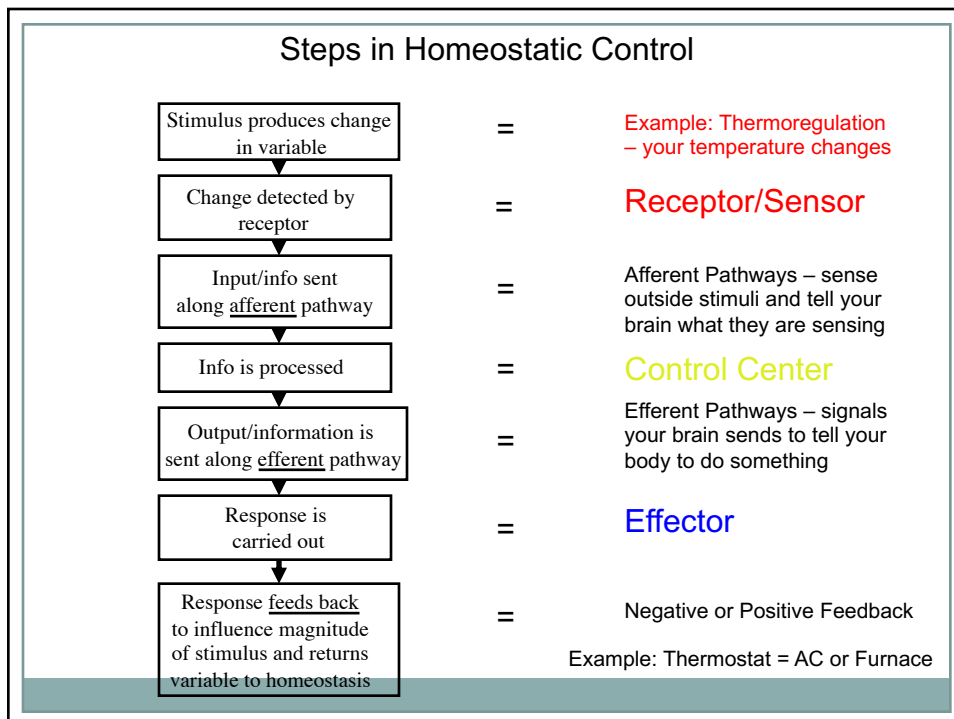 Steps in Homeostatic Control
Stimulus produces change
in variable
=
Example: Thermoregulation
– your temperature changes
Change detected by
receptor
=
Receptor/Sensor
Input/info sent
along afferent pathway
=
Afferent Pathways – sense
outside stimuli and tell your
brain what they are sensing
Info is processed
=
Control Center
Output/information is
sent along efferent pathway
=
Efferent Pathways – signals
your brain sends to tell your
body to do something
Response is
carried out
=
Effector
Response feeds back
to influence magnitude
of stimulus and returns
variable to homeostasis
=
Negative or Positive Feedback
Example: Thermostat = AC or Furnace